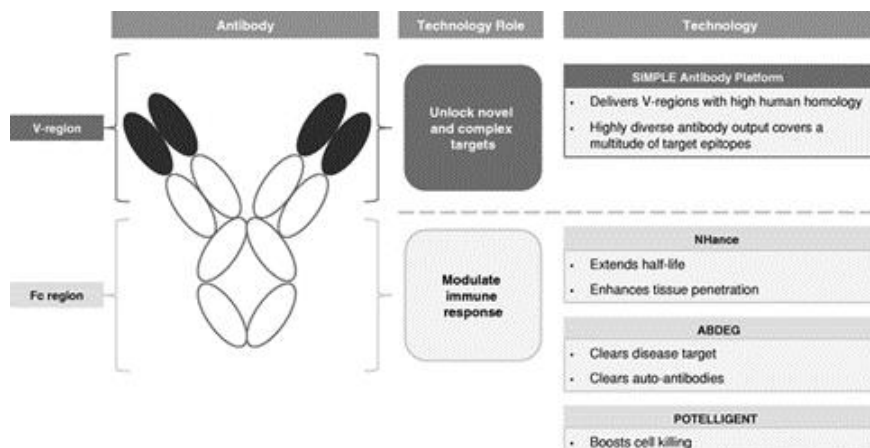 Antibody
Technology Role
Technology
V-region
Unlock novel
and complex
targets
SIMPLE Antibody Platform
• Delivers V-regions with high human homology
• Highly diverse antibody output covers a
multitude of target epitopes
Fc region
Modulate
immune
response
NHance
• Extends half-life
• Enhances tissue penetration
ABDEG
• Clears disease target
• Clears auto-antibodies
POTELLIGENT
• Boosts cell killing